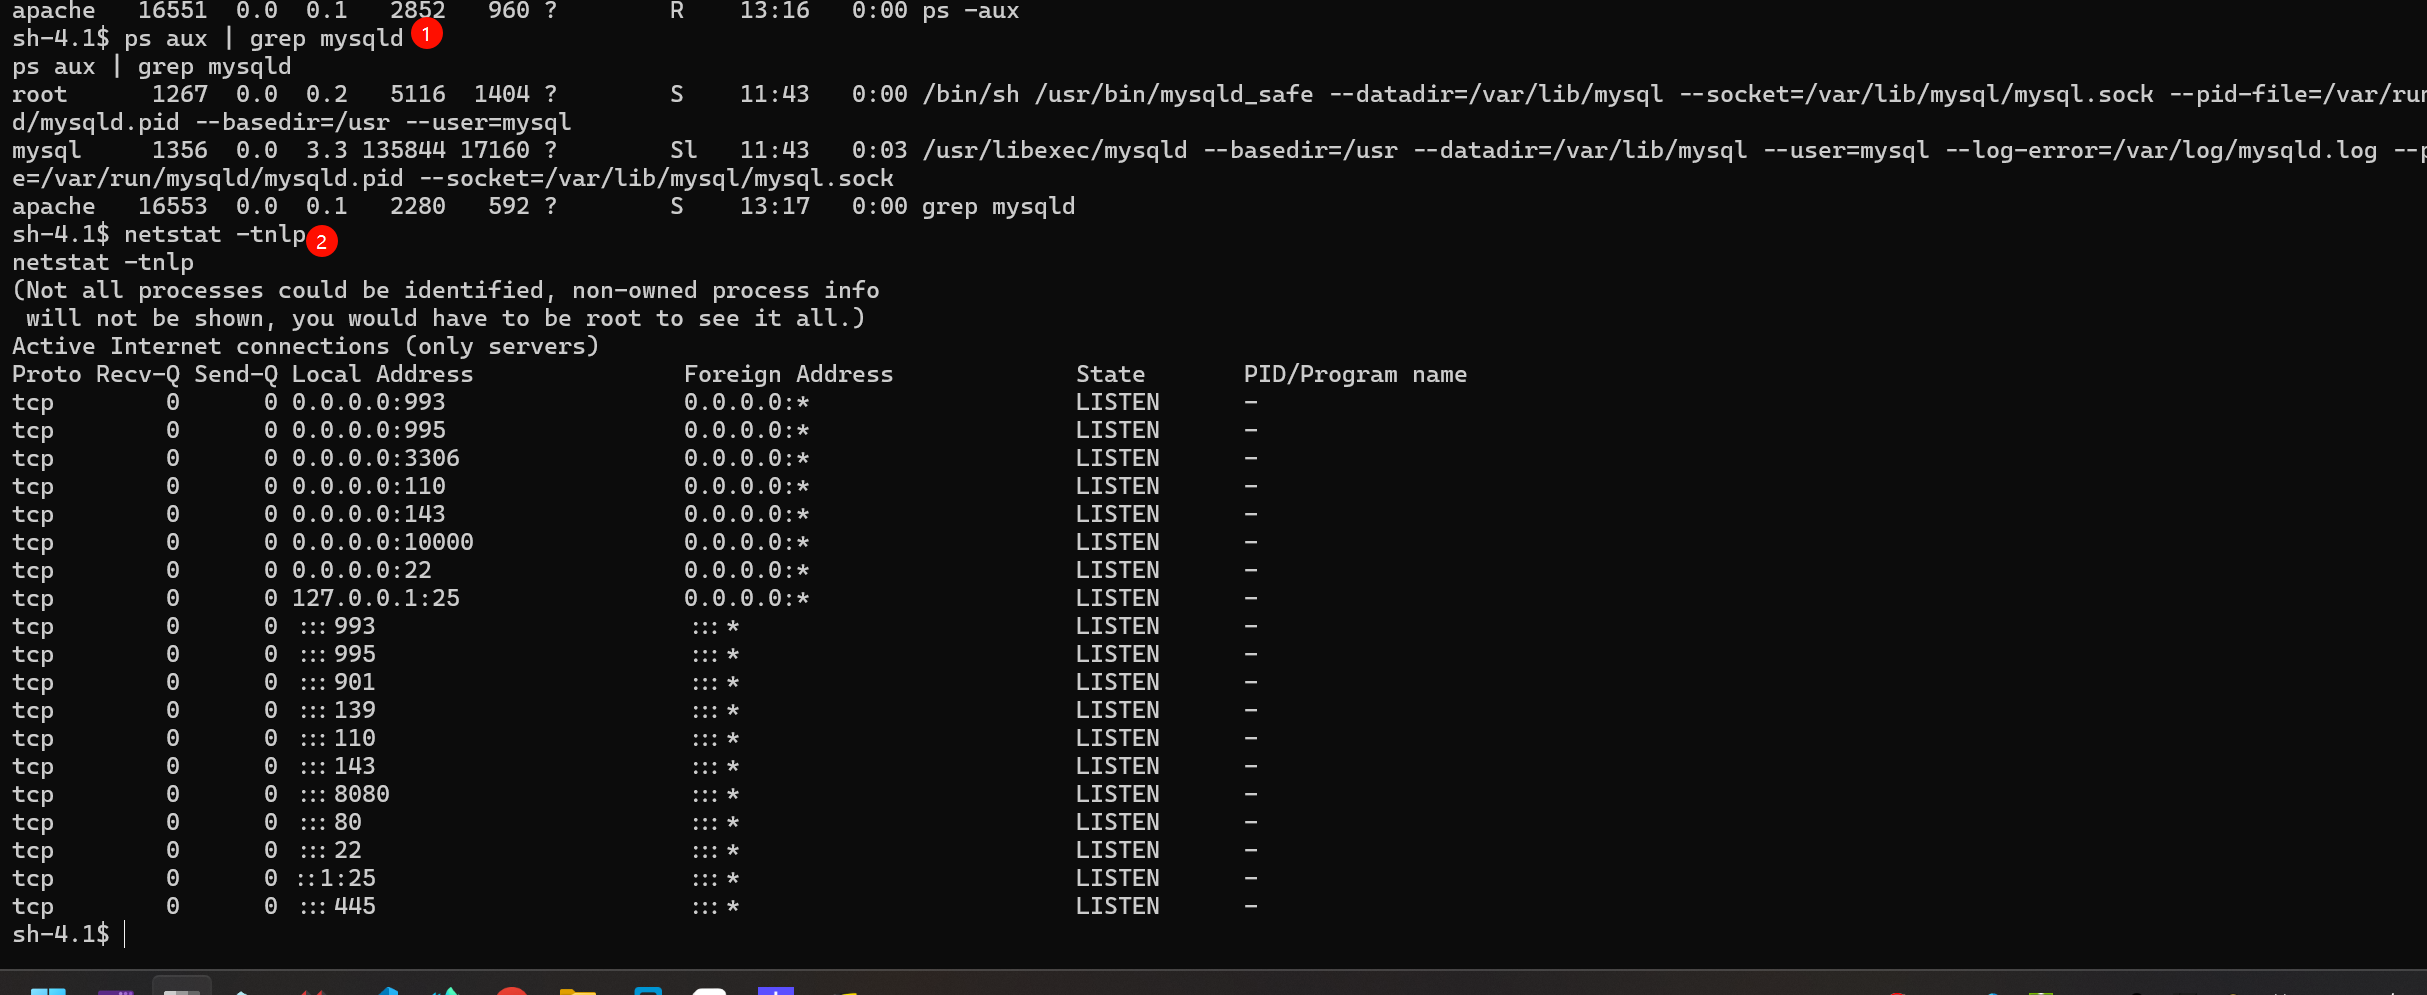 apache   16551  0.0  0.1   2852   960 ?        R    13:16   0:00 ps -aux
sh-4.1$ ps aux | grep mysqld 1
ps aux | grep mysqld
root      1267  0.0  0.2   5116  1404 ?        S    11:43   0:00 /bin/sh /usr/bin/mysqld_safe --datadir=/var/lib/mysql --socket=/var/lib/mysql/mysql.sock --pid-file=/var/run
d/mysqld.pid --basedir=/usr --user=mysql
mysql     1356  0.0  3.3 135844 17160 ?        Sl   11:43   0:03 /usr/libexec/mysqld --basedir=/usr --datadir=/var/lib/mysql --user=mysql --log-error=/var/log/mysqld.log --p
e=/var/run/mysqld/mysqld.pid --socket=/var/lib/mysql/mysql.sock
apache   16553  0.0  0.1   2280   592 ?        S    13:17   0:00 grep mysqld
sh-4.1$ netstat -tnlp 2
netstat -tnlp
(Not all processes could be identified, non-owned process info
 will not be shown, you would have to be root to see it all.)
Active Internet connections (only servers)
Proto Recv-Q Send-Q Local Address               Foreign Address             State       PID/Program name
tcp        0      0 0.0.0.0:993                 0.0.0.0:*                   LISTEN      -
tcp        0      0 0.0.0.0:995                 0.0.0.0:*                   LISTEN      -
tcp        0      0 0.0.0.0:3306                0.0.0.0:*                   LISTEN      -
tcp        0      0 0.0.0.0:110                 0.0.0.0:*                   LISTEN      -
tcp        0      0 0.0.0.0:143                 0.0.0.0:*                   LISTEN      -
tcp        0      0 0.0.0.0:10000               0.0.0.0:*                   LISTEN      -
tcp        0      0 0.0.0.0:22                  0.0.0.0:*                   LISTEN      -
tcp        0      0 127.0.0.1:25                0.0.0.0:*                   LISTEN      -
tcp        0      0 :::993                      :::*                        LISTEN      -
tcp        0      0 :::995                      :::*                        LISTEN      -
tcp        0      0 :::901                      :::*                        LISTEN      -
tcp        0      0 :::139                      :::*                        LISTEN      -
tcp        0      0 :::110                      :::*                        LISTEN      -
tcp        0      0 :::143                      :::*                        LISTEN      -
tcp        0      0 :::8080                     :::*                        LISTEN      -
tcp        0      0 :::80                       :::*                        LISTEN      -
tcp        0      0 :::22                       :::*                        LISTEN      -
tcp        0      0 ::1:25                      :::*                        LISTEN      -
tcp        0      0 :::445                      :::*                        LISTEN      -
sh-4.1$